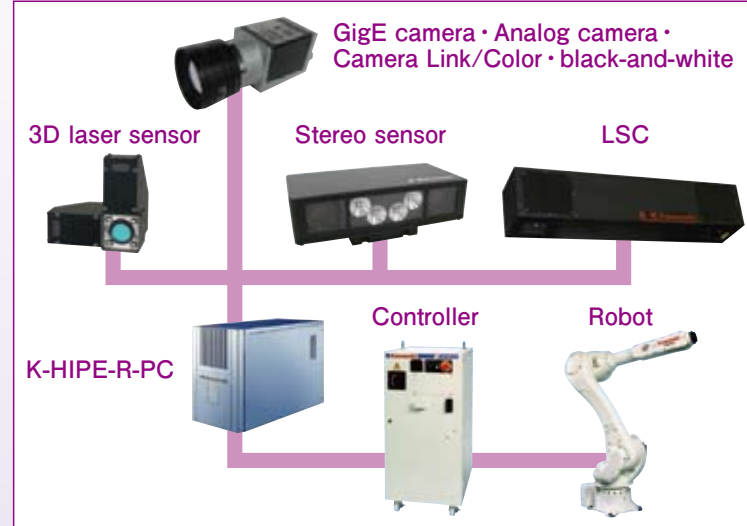 GigE camera・Analog camera・
Camera Link/Color・black-and-white
3D laser sensor
Stereo sensor
LSC
K-HIPE-R-PC
Controller
Robot